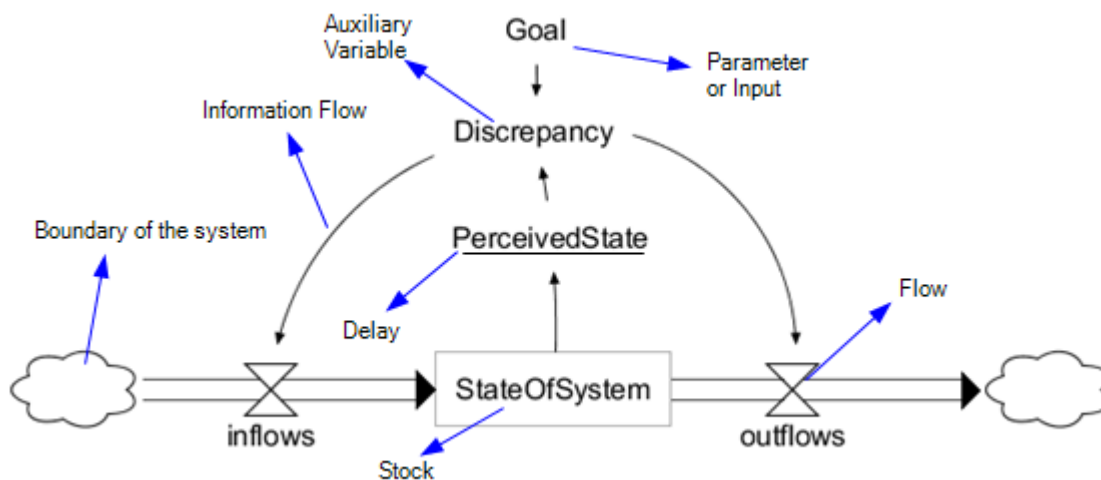 Auxiliary
Variable
Goal
Parameter
or Input
Information Flow
Discrepancy
Boundary of the system
PerceivedState
Flow
Delay
StateOfSystem
inflows
outflows
Stock